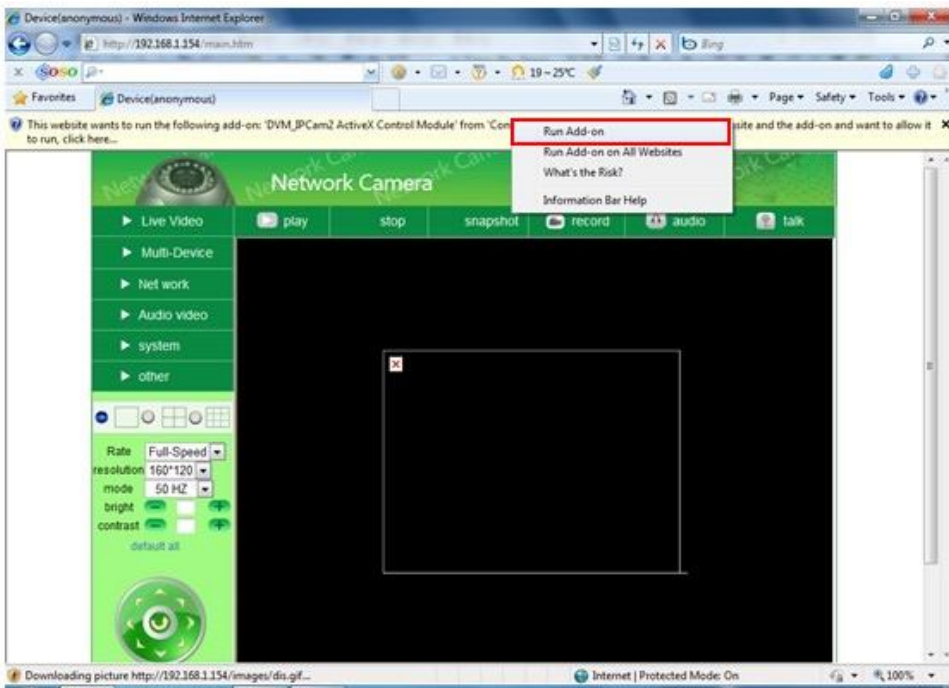 Device(anonymous) - Windows Internet Explorer
http://192.168.1.154/main.htm
Bing
x SOSO 19~25℃
Favorites Device(anonymous) Page Safety Tools
This website wants to run the following add-on: 'DVM_IPCam2 ActiveX Control Module' from 'Con site and the add-on and want to allow it
to run, click here...
Run Add-on
Run Add-on on All Websites
What's the Risk?
Information Bar Help
Network Camera
Live Video play stop snapshot record audio talk
Multi-Device
Net work
Audio video
system
other
Rate Full-Speed
resolution 160*120
mode 50 HZ
bright
contrast
default all
Downloading picture http://192.168.1.154/images/dis.gif... Internet | Protected Mode: On 100%